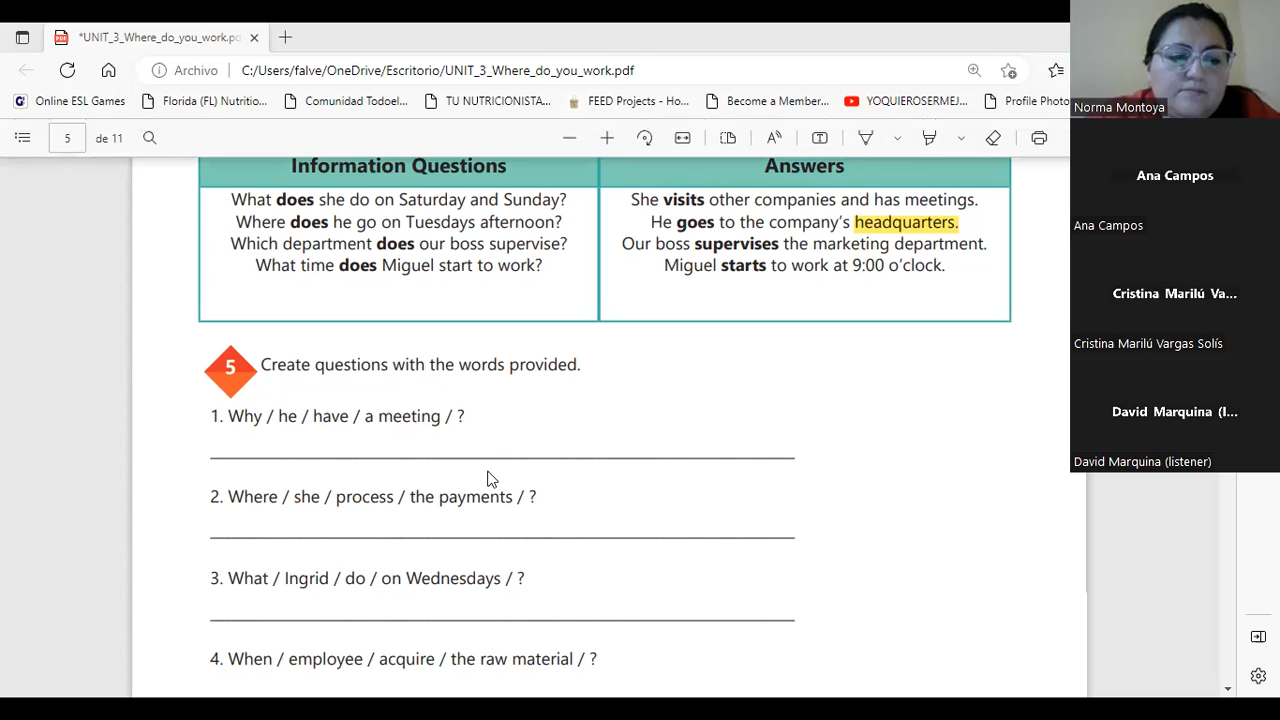 *UNIT_3_Where_do_you_work.pd
Archivo
C:/Users/falve/OneDrive/Escritorio/UNIT_3_Where_do_you_work.pdf
Online ESL Games
Florida (FL) Nutritio...
Comunidad Todoel...
TU NUTRICIONISTA...
FEED Projects - Ho...
Become a Member...
YOQUIEROSERMEJ...
Profile Photo
5
de 11
Information Questions
Answers
What does she do on Saturday and Sunday?
Where does he go on Tuesdays afternoon?
Which department does our boss supervise?
What time does Miguel start to work?
She visits other companies and has meetings.
He goes to the company's headquarters.
Our boss supervises the marketing department.
Miguel starts to work at 9:00 o'clock.
5
Create questions with the words provided.
1. Why / he / have / a meeting / ?
2. Where / she / process / the payments / ?
3. What / Ingrid / do / on Wednesdays / ?
4. When / employee / acquire / the raw material / ?
Norma Montoya
Ana Campos
Ana Campos
Cristina Marilú Va...
Cristina Marilú Vargas Solís
David Marquina (l...
David Marquina (listener)